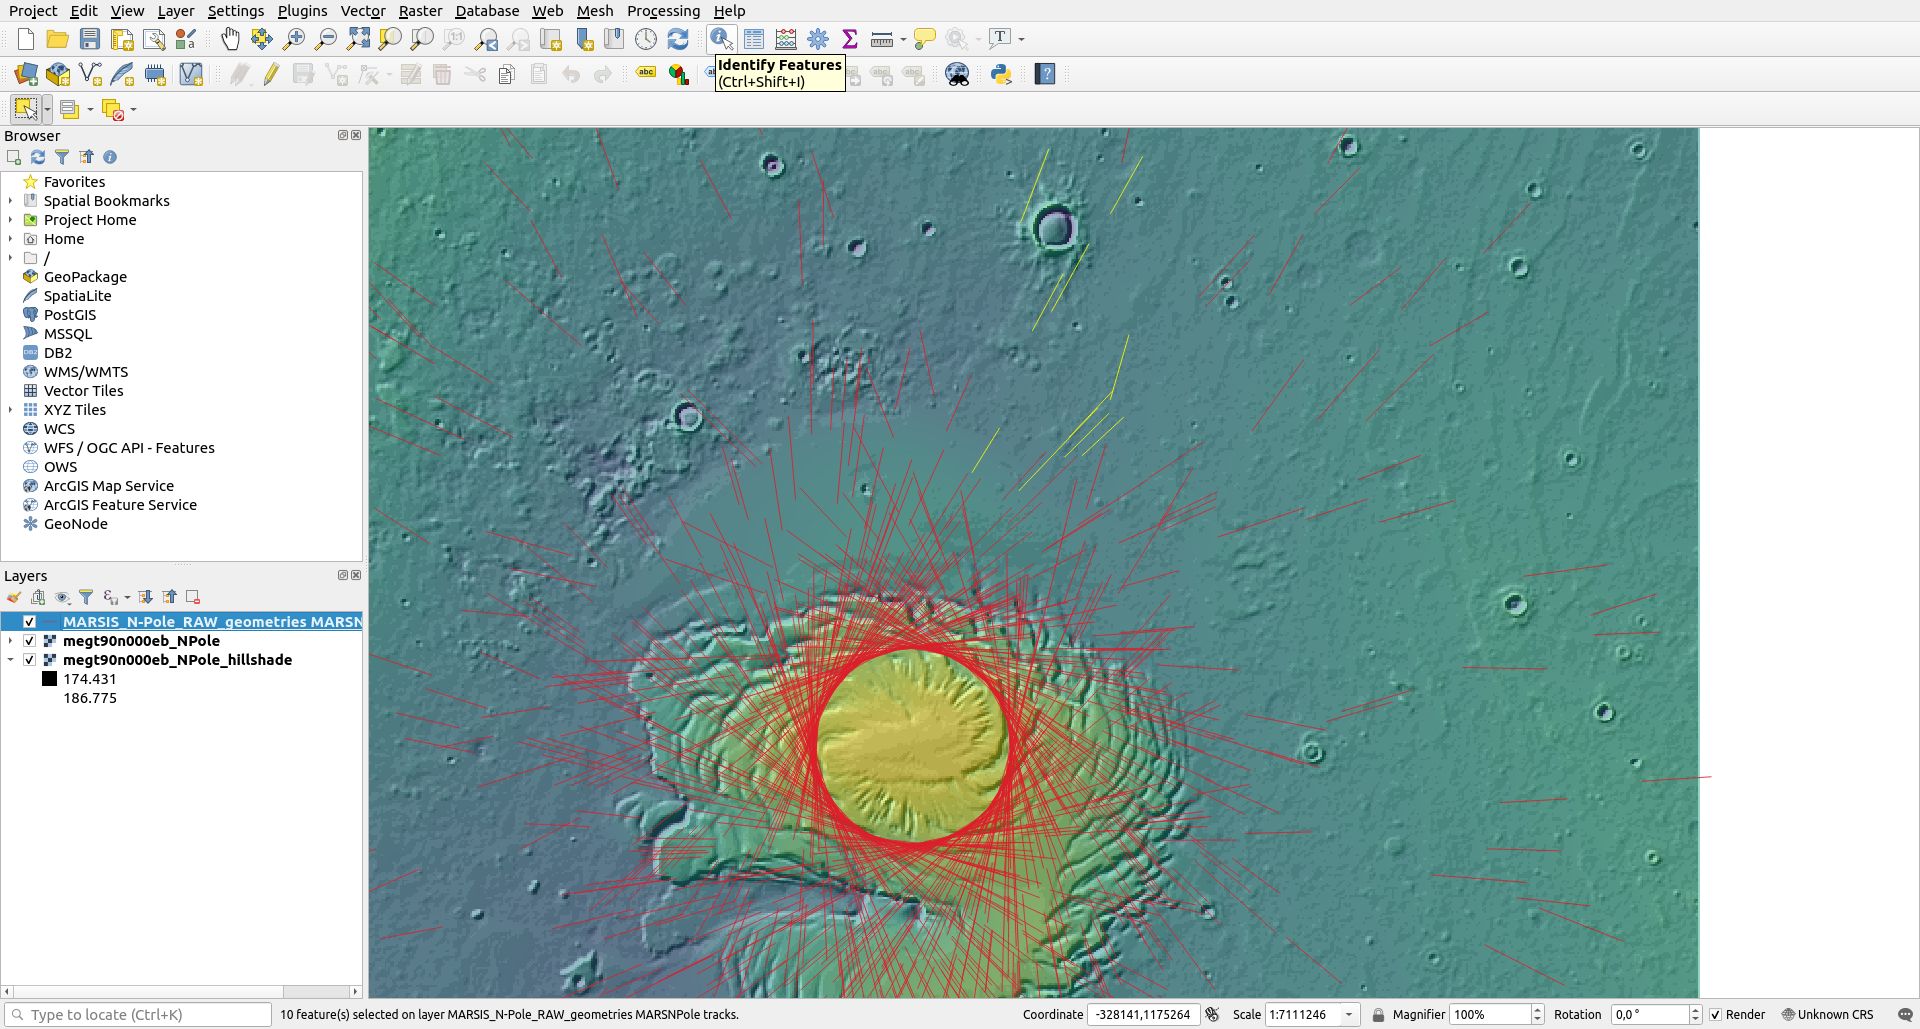 Project Edit View Layer Settings Plugins Vector Raster Database Web Mesh Processing Help
1:1
abc
Identify Features
(Ctrl+Shift+I)
Browser
Favorites
Spatial Bookmarks
Project Home
Home
/
GeoPackage
SpatiaLite
PostGIS
MSSQL
DB2
WMS/WMTS
Vector Tiles
XYZ Tiles
WCS
WFS / OGC API - Features
OWS
ArcGIS Map Service
ArcGIS Feature Service
GeoNode
Layers
MARSIS_N-Pole_RAW_geometries MARSN
megt90n000eb_NPole
megt90n000eb_NPole_hillshade
174.431
186.775
Type to locate (Ctrl+K) 10 feature(s) selected on layer MARSIS_N-Pole_RAW_geometries MARSNPole tracks. Coordinate -328141,1175264 Scale 1:7111246 Magnifier 100% Rotation 0,0 ° Render Unknown CRS